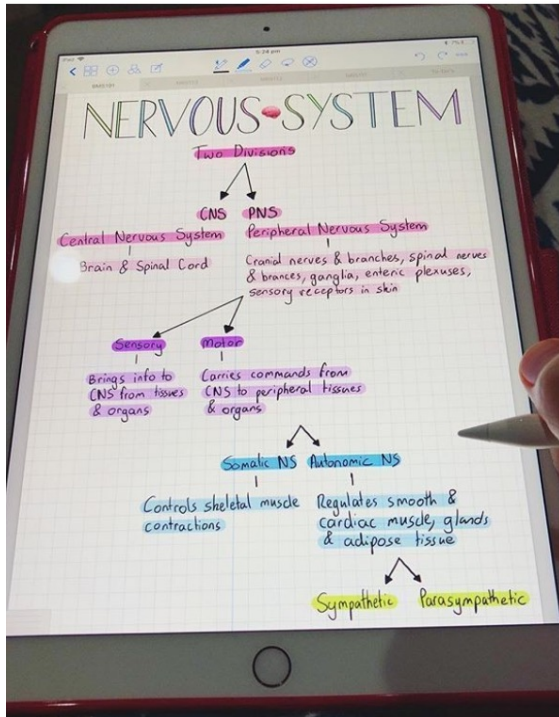 5:24 pm
NERVOUS SYSTEM
Two Divisions
CNS PNS
Central Nervous System
Peripheral Nervous System
Brain & Spinal Cord
Cranial nerves & branches, spinal nerves
& brances, ganglia, enteric plexuses,
sensory receptors in skin
Sensory
Motor
Brings info to
CNS from tissues
& organs
Carries commands from
CNS to peripheral tissues
& organs
Somatic NS
Autonomic NS
Controls skeletal muscle
contractions
Regulates smooth &
cardiac muscle, glands
& adipose tissue
Sympathetic
Parasympathetic